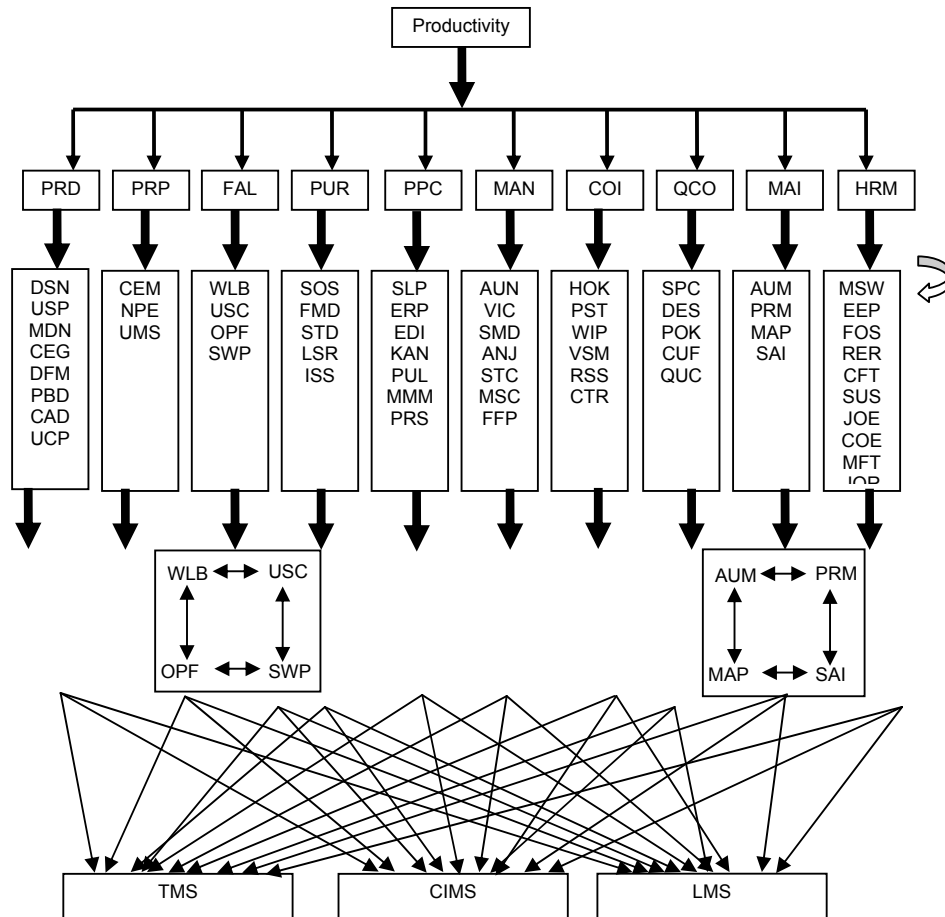 Productivity
PRD PRP FAL PUR PPC MAN COI QCO MAI HRM
DSN
USP
MDN
CEG
DFM
PBD
CAD
UCP
CEM
NPE
UMS
WLB
USC
OPF
SWP
SOS
FMD
STD
LSR
ISS
SLP
ERP
EDI
KAN
PUL
MMM
PRS
AUN
VIC
SMD
ANJ
STC
MSC
FFP
HOK
PST
WIP
VSM
RSS
CTR
SPC
DES
POK
CUF
QUC
AUM
PRM
MAP
SAI
MSW
EEP
FOS
RER
CFT
SUS
JOE
COE
MFT
WLB USC
OPF SWP
AUM PRM
MAP SAI
TMS CIMS LMS